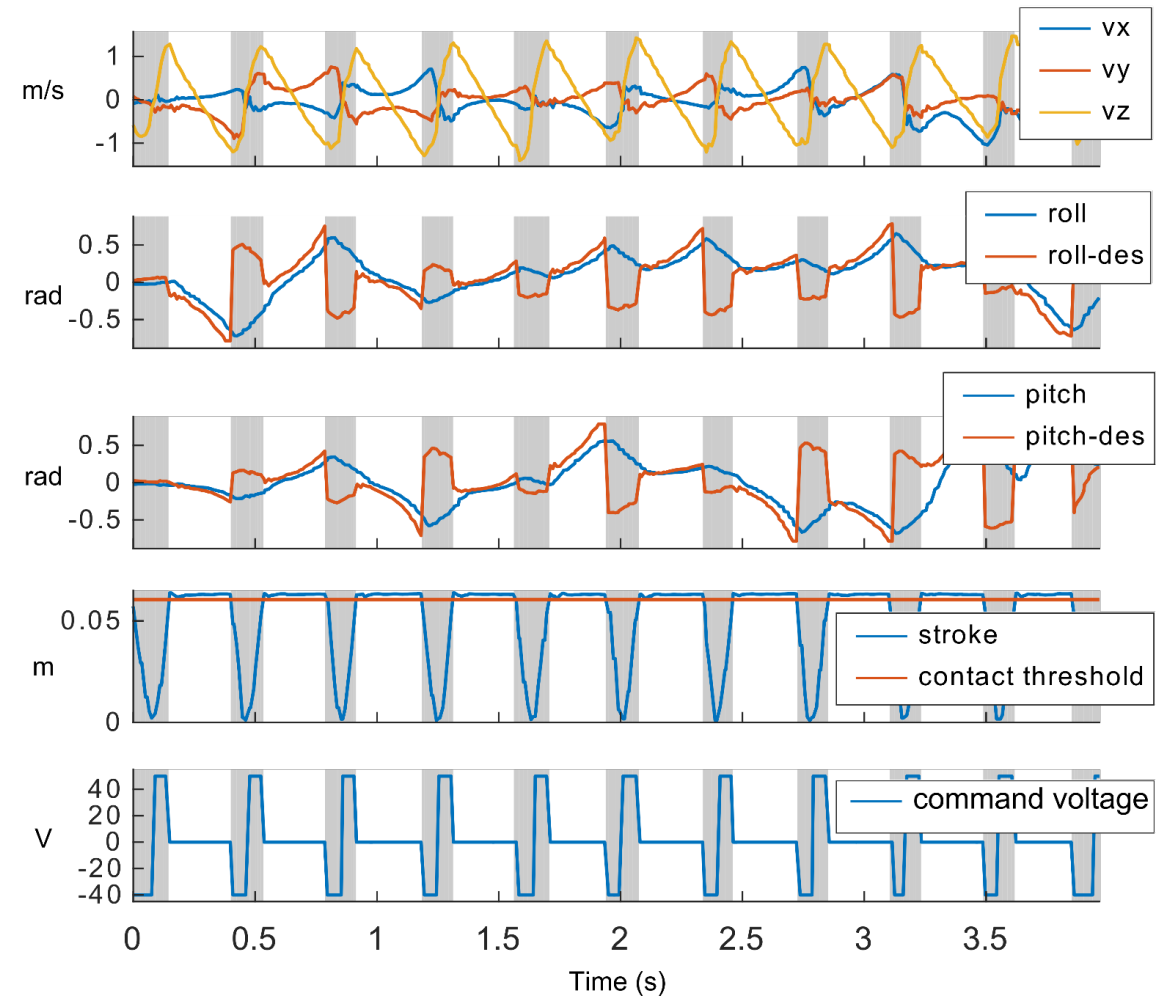 1
0
-1
m/s
vx
vy
vz
0.5
0
-0.5
rad
roll
roll-des
0.5
0
-0.5
rad
pitch
pitch-des
0.05
0
m
stroke
contact threshold
40
20
0
-20
-40
V
command voltage
0 0.5 1 1.5 2 2.5 3 3.5
Time (s)